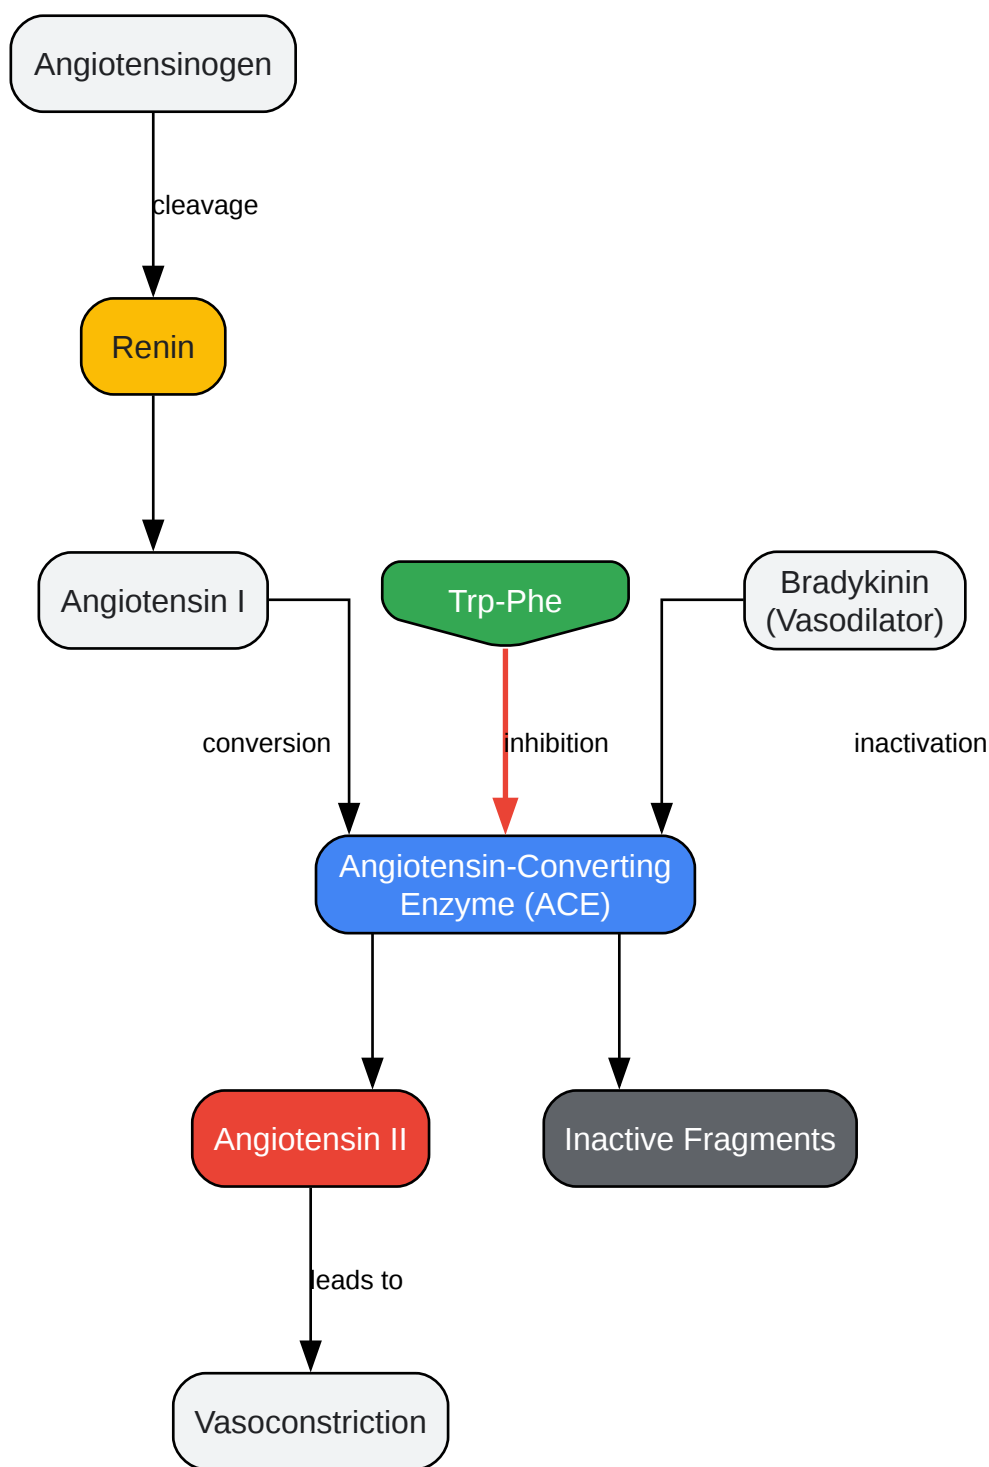 Angiotensinogen
cleavage
Renin
Angiotensin I
Trp-Phe
Bradykinin
(Vasodilator)
conversion
inhibition
inactivation
Angiotensin-Converting
Enzyme (ACE)
Angiotensin II
Inactive Fragments
leads to
Vasoconstriction